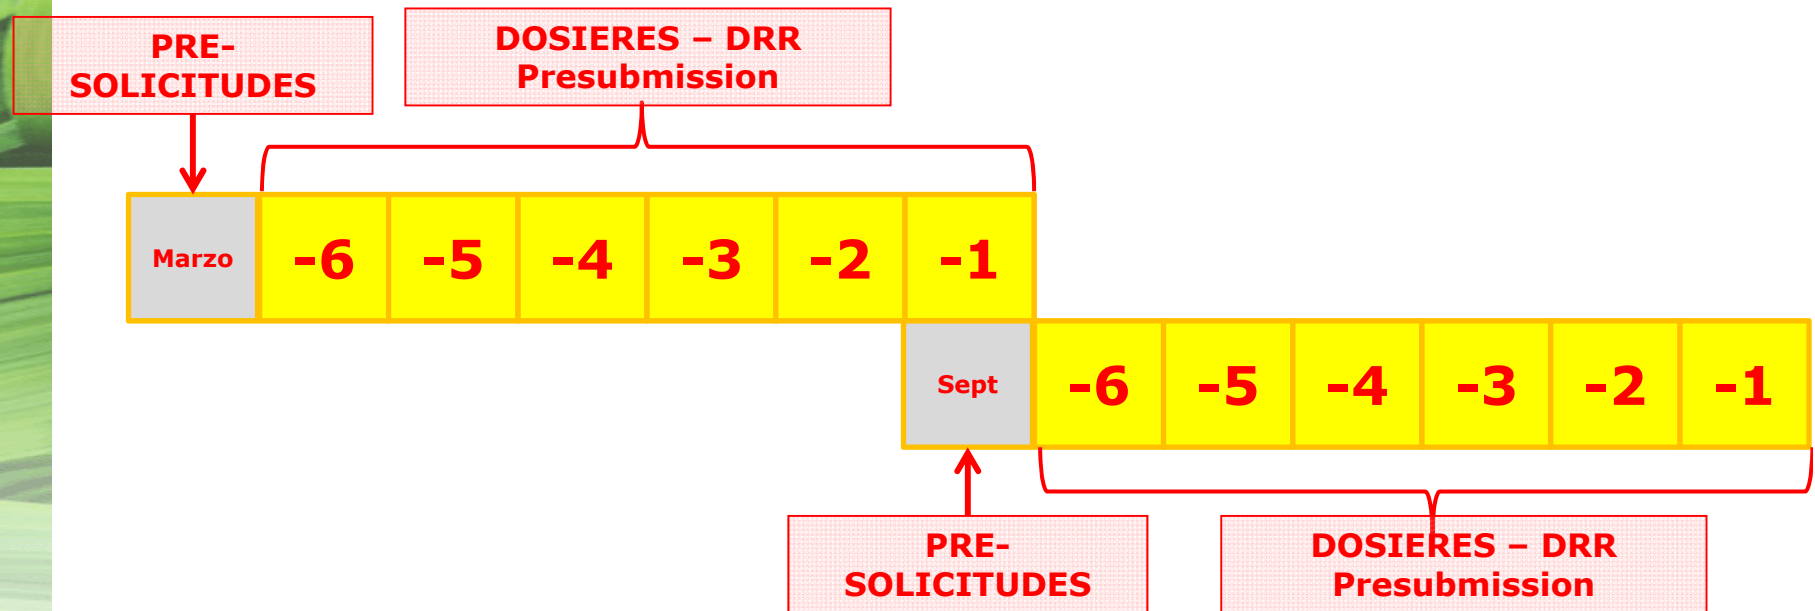 PRE-
SOLICITUDES
DOSIERES – DRR
Presubmission
Marzo -6 -5 -4 -3 -2 -1
Sept -6 -5 -4 -3 -2 -1
PRE-
SOLICITUDES
DOSIERES – DRR
Presubmission